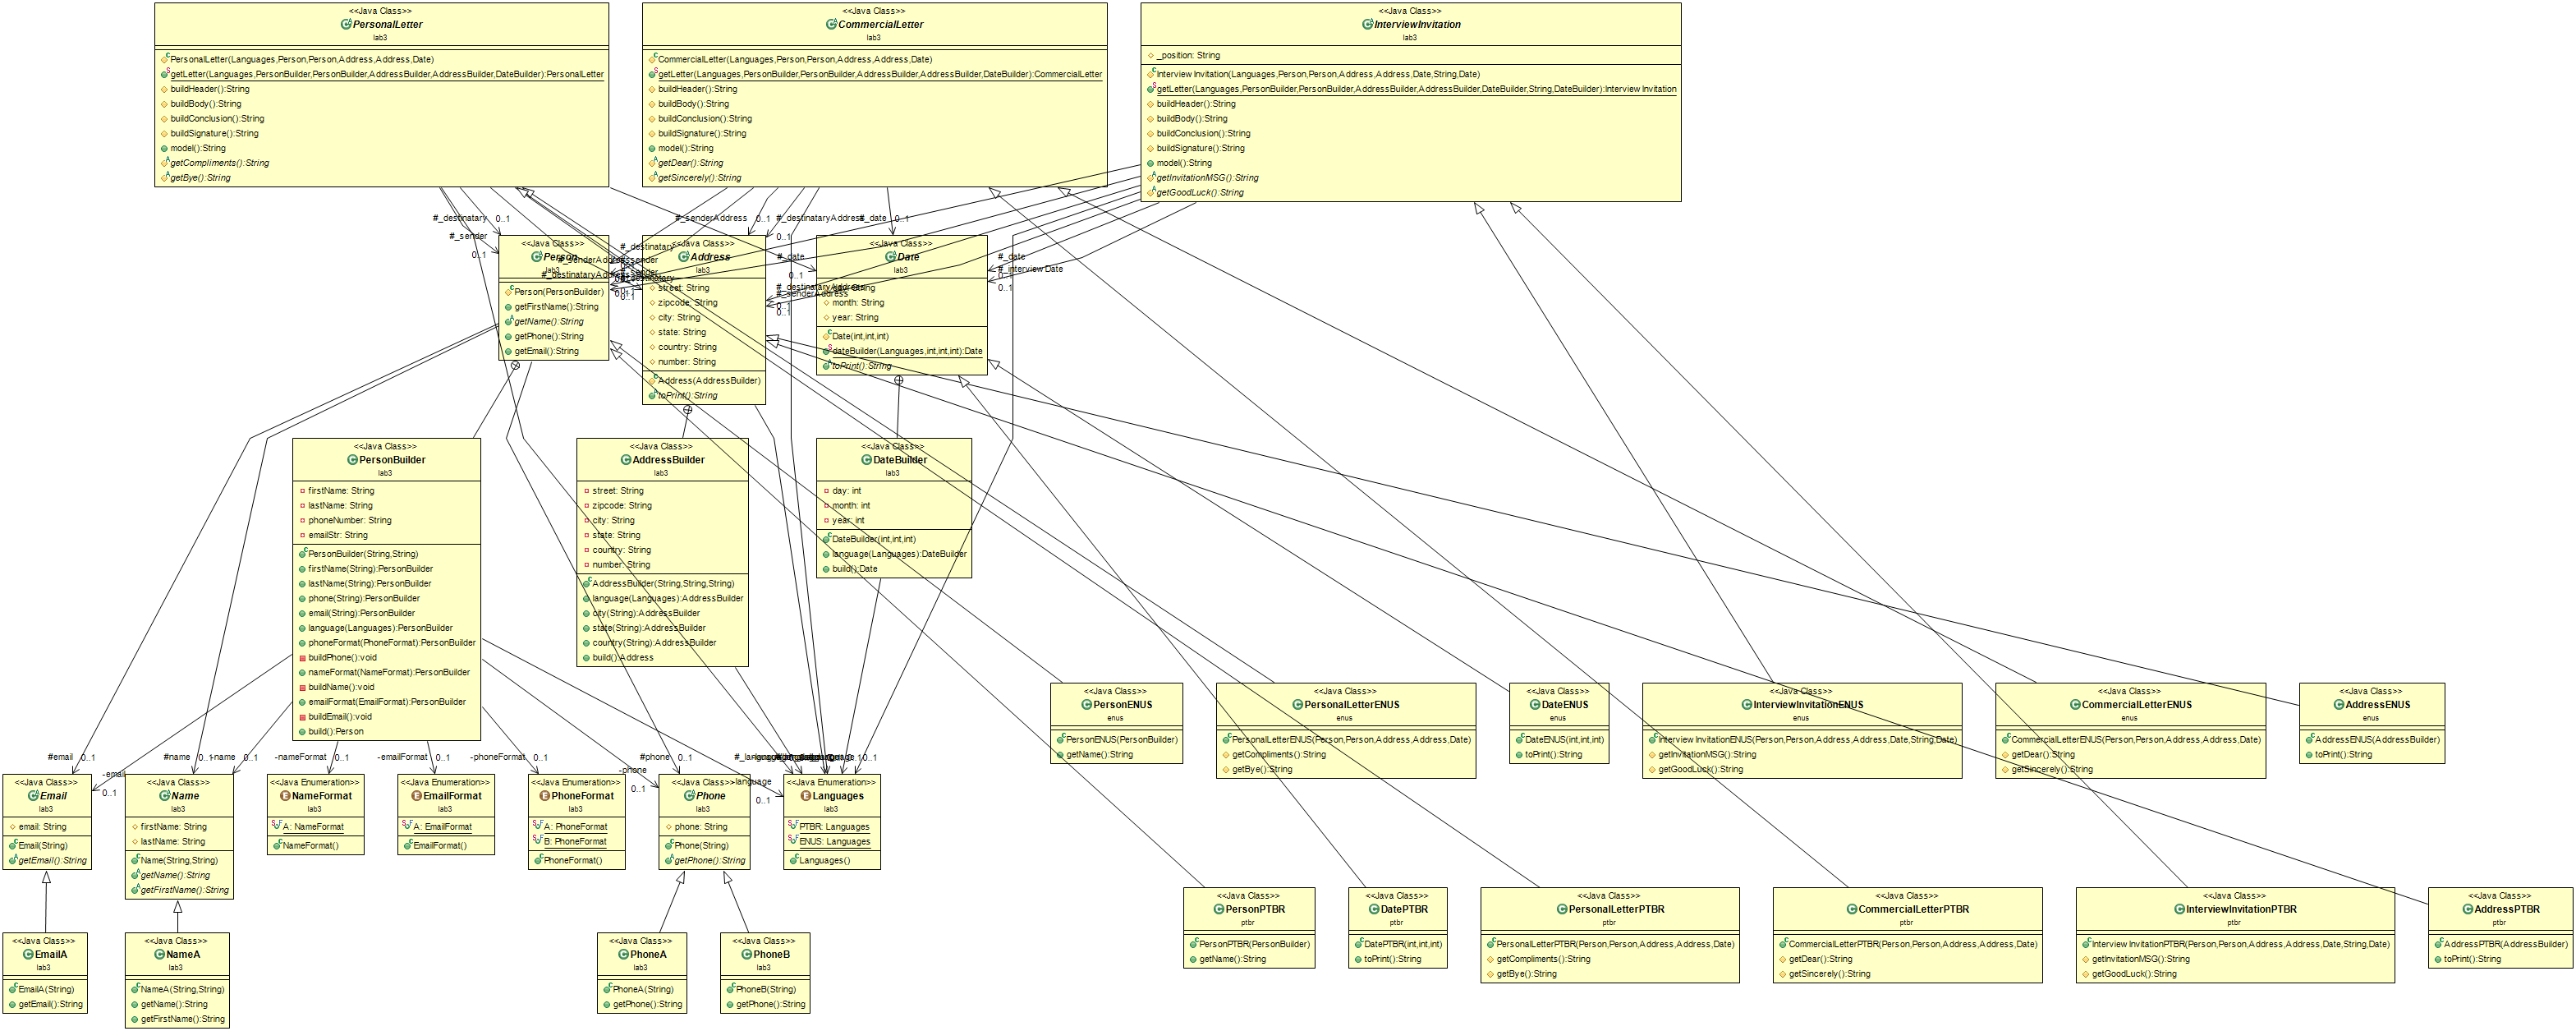 <<Java Class>>
PersonalLetter
lab3
PersonalLetter(Languages,Person,Person,Address,Address,Date)
getLetter(Languages,PersonBuilder,PersonBuilder,AddressBuilder,AddressBuilder,DateBuilder):PersonalLetter
buildHeader():String
buildBody():String
buildConclusion():String
buildSignature():String
model():String
getCompliments():String
getBye():String
<<Java Class>>
CommercialLetter
lab3
CommercialLetter(Languages,Person,Person,Address,Address,Date)
getLetter(Languages,PersonBuilder,PersonBuilder,AddressBuilder,AddressBuilder,DateBuilder):CommercialLetter
buildHeader():String
buildBody():String
buildConclusion():String
buildSignature():String
model():String
getDear():String
getSincerely():String
<<Java Class>>
InterviewInvitation
lab3
_position: String
InterviewInvitation(Languages,Person,Person,Address,Address,Date,String,Date)
getLetter(Languages,PersonBuilder,PersonBuilder,AddressBuilder,AddressBuilder,DateBuilder,String,DateBuilder):InterviewInvitation
buildHeader():String
buildBody():String
buildConclusion():String
buildSignature():String
model():String
getInvitationMSG():String
getGoodLuck():String
#_destinatary 0..1
#_sender
0..1
#_senderAddress 0..1
#_destinataryAddress
0..1
#_date 0..1
<<Java Class>>
Person
lab3
Person(PersonBuilder)
getFirstName():String
getName():String
getPhone():String
getEmail():String
#_destinatary
#_senderAddress
#_sender
<<Java Class>>
Address
lab3
street: String
zipcode: String
city: String
state: String
country: String
number: String
Address(AddressBuilder)
toPrint():String
#_date
0..1
#_destinataryAddress
#_senderAddress
0..1
0..1
<<Java Class>>
Date
lab3
month: String
year: String
Date(int,int,int)
dateBuilder(Languages,int,int,int):Date
toPrint():String
#_date
#_interviewDate
0..1
0..1
<<Java Class>>
PersonBuilder
lab3
firstName: String
lastName: String
phoneNumber: String
emailStr: String
PersonBuilder(String,String)
firstName(String):PersonBuilder
lastName(String):PersonBuilder
phone(String):PersonBuilder
email(String):PersonBuilder
language(Languages):PersonBuilder
phoneFormat(PhoneFormat):PersonBuilder
buildPhone():void
nameFormat(NameFormat):PersonBuilder
buildName():void
emailFormat(EmailFormat):PersonBuilder
buildEmail():void
build():Person
<<Java Class>>
AddressBuilder
lab3
street: String
zipcode: String
city: String
state: String
country: String
number: String
AddressBuilder(String,String,String)
language(Languages):AddressBuilder
city(String):AddressBuilder
state(String):AddressBuilder
country(String):AddressBuilder
build():Address
<<Java Class>>
DateBuilder
lab3
day: int
month: int
year: int
DateBuilder(int,int,int)
language(Languages):DateBuilder
build():Date
<<Java Class>>
PersonENUS
enus
PersonENUS(PersonBuilder)
getName():String
<<Java Class>>
PersonalLetterENUS
enus
PersonalLetterENUS(Person,Person,Address,Address,Date)
getCompliments():String
getBye():String
<<Java Class>>
DateENUS
enus
DateENUS(int,int,int)
toPrint():String
<<Java Class>>
InterviewInvitationENUS
enus
InterviewInvitationENUS(Person,Person,Address,Address,Date,String,Date)
getInvitationMSG():String
getGoodLuck():String
<<Java Class>>
CommercialLetterENUS
enus
CommercialLetterENUS(Person,Person,Address,Address,Date)
getDear():String
getSincerely():String
<<Java Class>>
AddressENUS
enus
AddressENUS(AddressBuilder)
toPrint():String
#email 0..1
-email
0..1
#name 0..1
-name 0..1
-nameFormat 0..1
-emailFormat 0..1
-phoneFormat 0..1
-phone
0..1
#phone 0..1
-language
0..1
<<Java Class>>
Email
lab3
email: String
Email(String)
getEmail():String
<<Java Class>>
Name
lab3
firstName: String
lastName: String
Name(String,String)
getName():String
getFirstName():String
<<Java Enumeration>>
NameFormat
lab3
A: NameFormat
NameFormat()
<<Java Enumeration>>
EmailFormat
lab3
A: EmailFormat
EmailFormat()
<<Java Enumeration>>
PhoneFormat
lab3
A: PhoneFormat
B: PhoneFormat
PhoneFormat()
<<Java Class>>
Phone
lab3
phone: String
Phone(String)
getPhone():String
<<Java Enumeration>>
Languages
lab3
PTBR: Languages
ENUS: Languages
Languages()
<<Java Class>>
PersonPTBR
ptbr
PersonPTBR(PersonBuilder)
getName():String
<<Java Class>>
DatePTBR
ptbr
DatePTBR(int,int,int)
toPrint():String
<<Java Class>>
PersonalLetterPTBR
ptbr
PersonalLetterPTBR(Person,Person,Address,Address,Date)
getCompliments():String
getBye():String
<<Java Class>>
CommercialLetterPTBR
ptbr
CommercialLetterPTBR(Person,Person,Address,Address,Date)
getDear():String
getSincerely():String
<<Java Class>>
InterviewInvitationPTBR
ptbr
InterviewInvitationPTBR(Person,Person,Address,Address,Date,String,Date)
getInvitationMSG():String
getGoodLuck():String
<<Java Class>>
AddressPTBR
ptbr
AddressPTBR(AddressBuilder)
toPrint():String
<<Java Class>>
EmailA
lab3
EmailA(String)
getEmail():String
<<Java Class>>
NameA
lab3
NameA(String,String)
getName():String
getFirstName():String
<<Java Class>>
PhoneA
lab3
PhoneA(String)
getPhone():String
<<Java Class>>
PhoneB
lab3
PhoneB(String)
getPhone():String